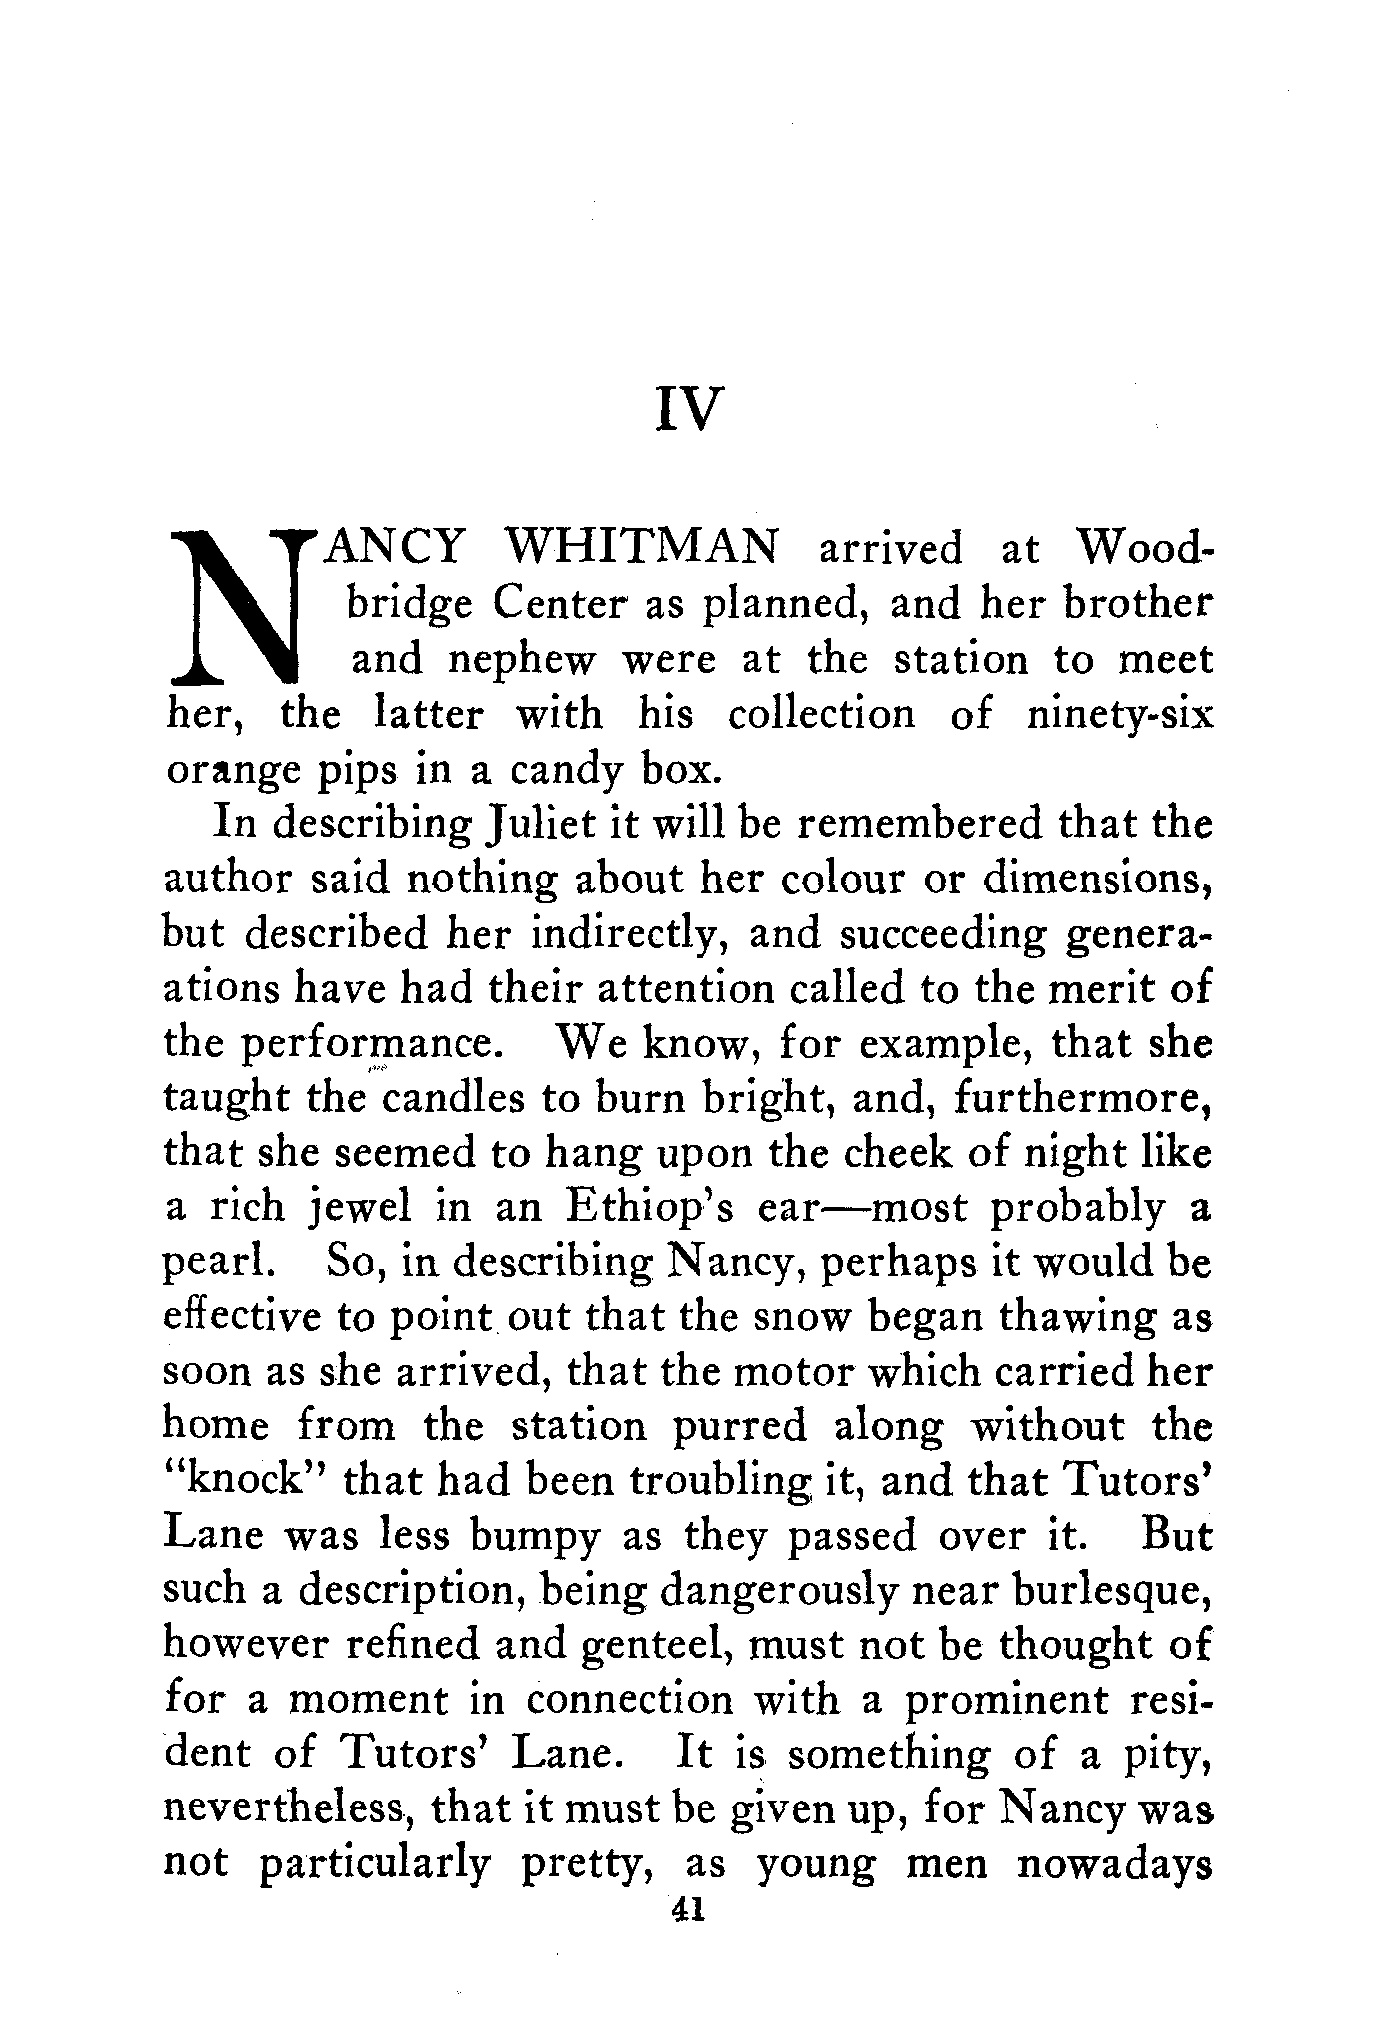 IV
NANCY WHITMAN arrived at Wood-
bridge Center as planned, and her brother
and nephew were at the station to meet
her, the latter with his collection of ninety-six
orange pips in a candy box.
In describing Juliet it will be remembered that the
author said nothing about her colour or dimensions,
but described her indirectly, and succeeding genera-
ations have had their attention called to the merit of
the performance. We know, for example, that she
taught the candles to burn bright, and, furthermore,
that she seemed to hang upon the cheek of night like
a rich jewel in an Ethiop's ear—most probably a
pearl. So, in describing Nancy, perhaps it would be
effective to point out that the snow began thawing as
soon as she arrived, that the motor which carried her
home from the station purred along without the
“knock” that had been troubling it, and that Tutors'
Lane was less bumpy as they passed over it. But
such a description, being dangerously near burlesque,
however refined and genteel, must not be thought of
for a moment in connection with a prominent resi-
dent of Tutors' Lane. It is something of a pity,
nevertheless, that it must be given up, for Nancy was
not particularly pretty, as young men nowadays
41